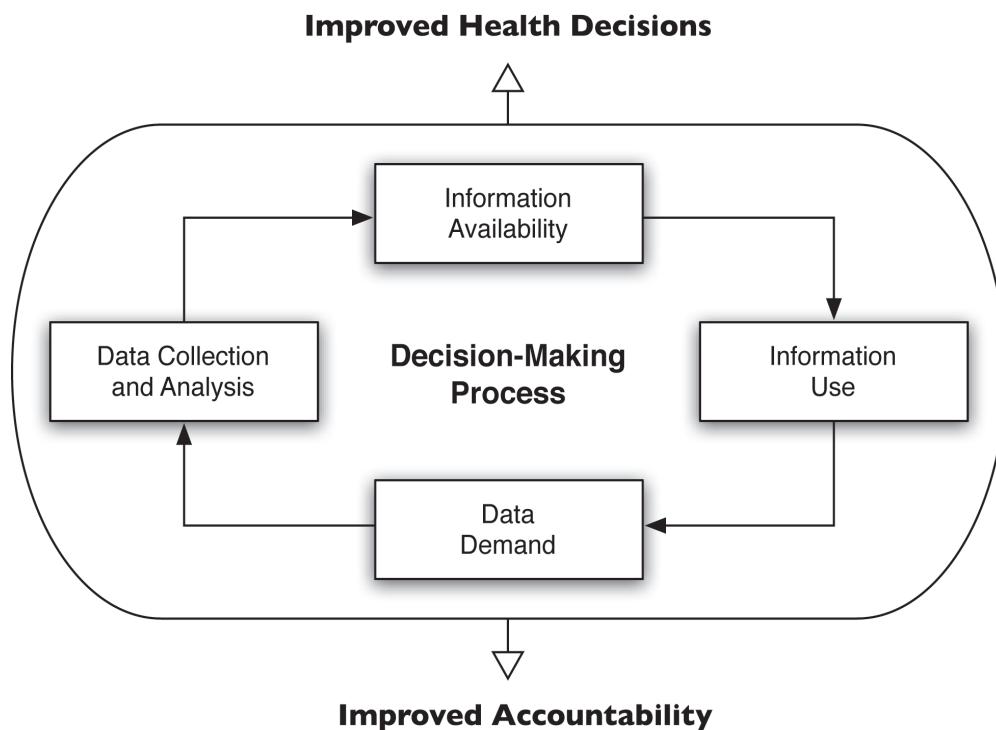 Improved Health Decisions
Information
Availability
Data Collection
and Analysis
Decision-Making
Process
Information
Use
Data
Demand
Improved Accountability